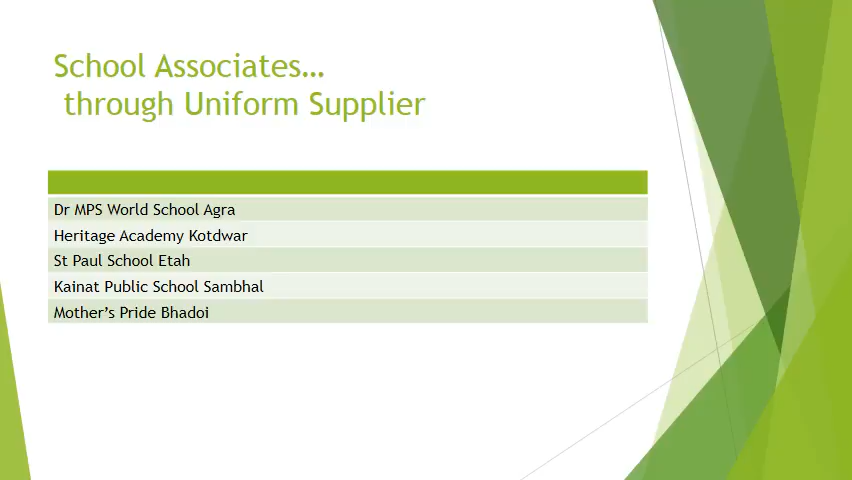 School Associates…
through Uniform Supplier
Dr MPS World School Agra
Heritage Academy Kotdwar
St Paul School Etah
Kainat Public School Sambhal
Mother’s Pride Bhadoi